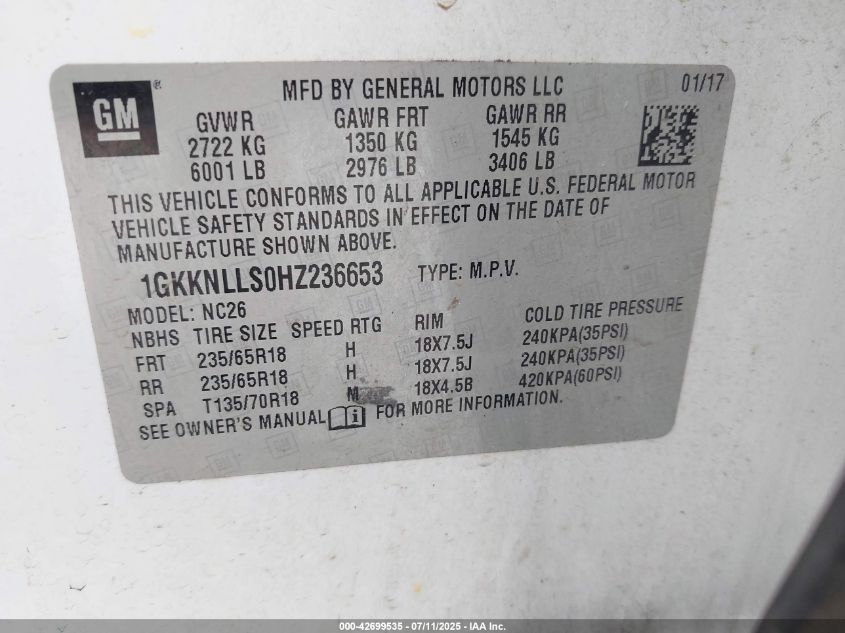 GM ® MFD BY GENERAL MOTORS LLC 01/17
GVWR GAWR FRT GAWR RR
2722 KG 1350 KG 1545 KG
6001 LB 2976 LB 3406 LB
THIS VEHICLE CONFORMS TO ALL APPLICABLE U.S. FEDERAL MOTOR
VEHICLE SAFETY STANDARDS IN EFFECT ON THE DATE OF
MANUFACTURE SHOWN ABOVE.
1GKKNLLS0HZ236653 TYPE: M.P.V.
MODEL: NC26
NBHS TIRE SIZE SPEED RTG RIM COLD TIRE PRESSURE
FRT 235/65R18 H 18X7.5J 240KPA(35PSI)
RR 235/65R18 H 18X7.5J 240KPA(35PSI)
SPA T135/70R18 M 18X4.5B 420KPA(60PSI)
SEE OWNER'S MANUAL i FOR MORE INFORMATION.
000-42699535 - 07/11/2025 - IAA Inc.